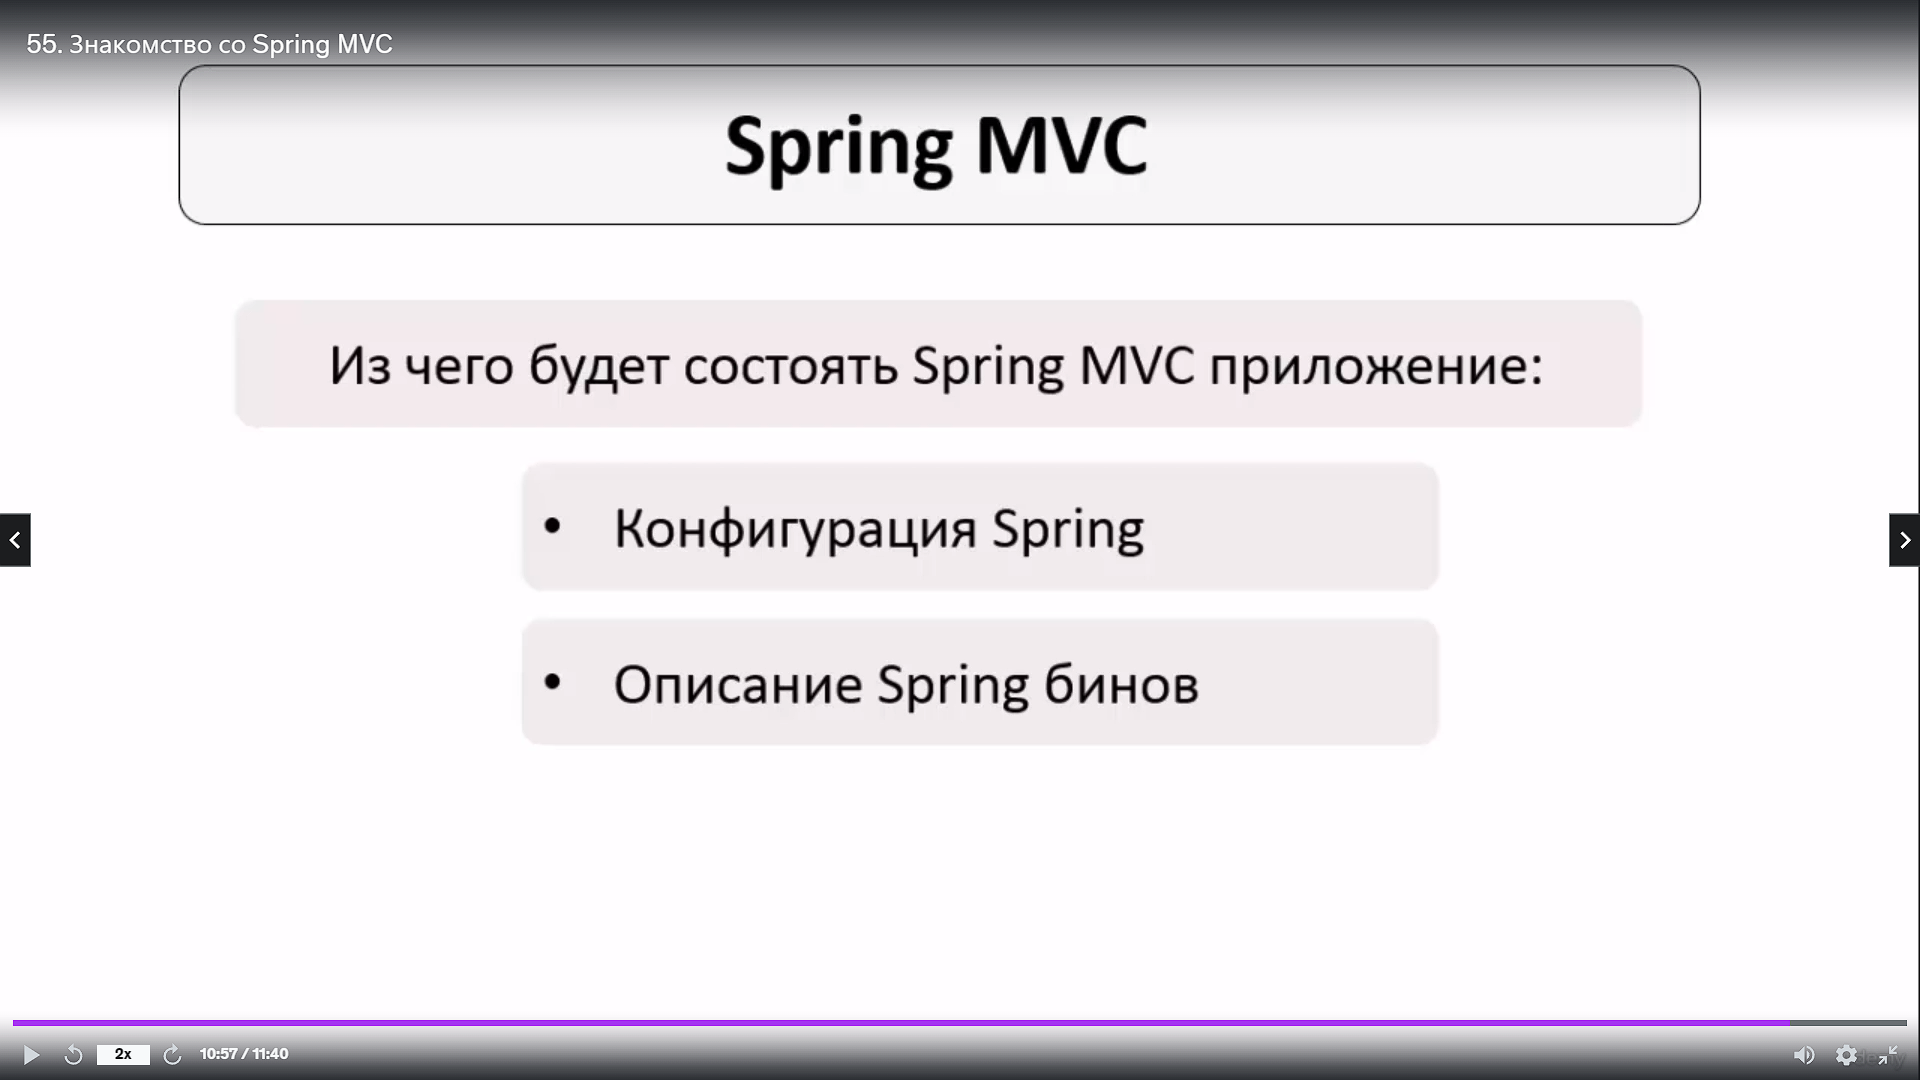 55. Знакомство со Spring MVC
Spring MVC
Из чего будет состоять Spring MVC приложение:
• Конфигурация Spring
• Описание Spring бинов
2x
10:57 / 11:40